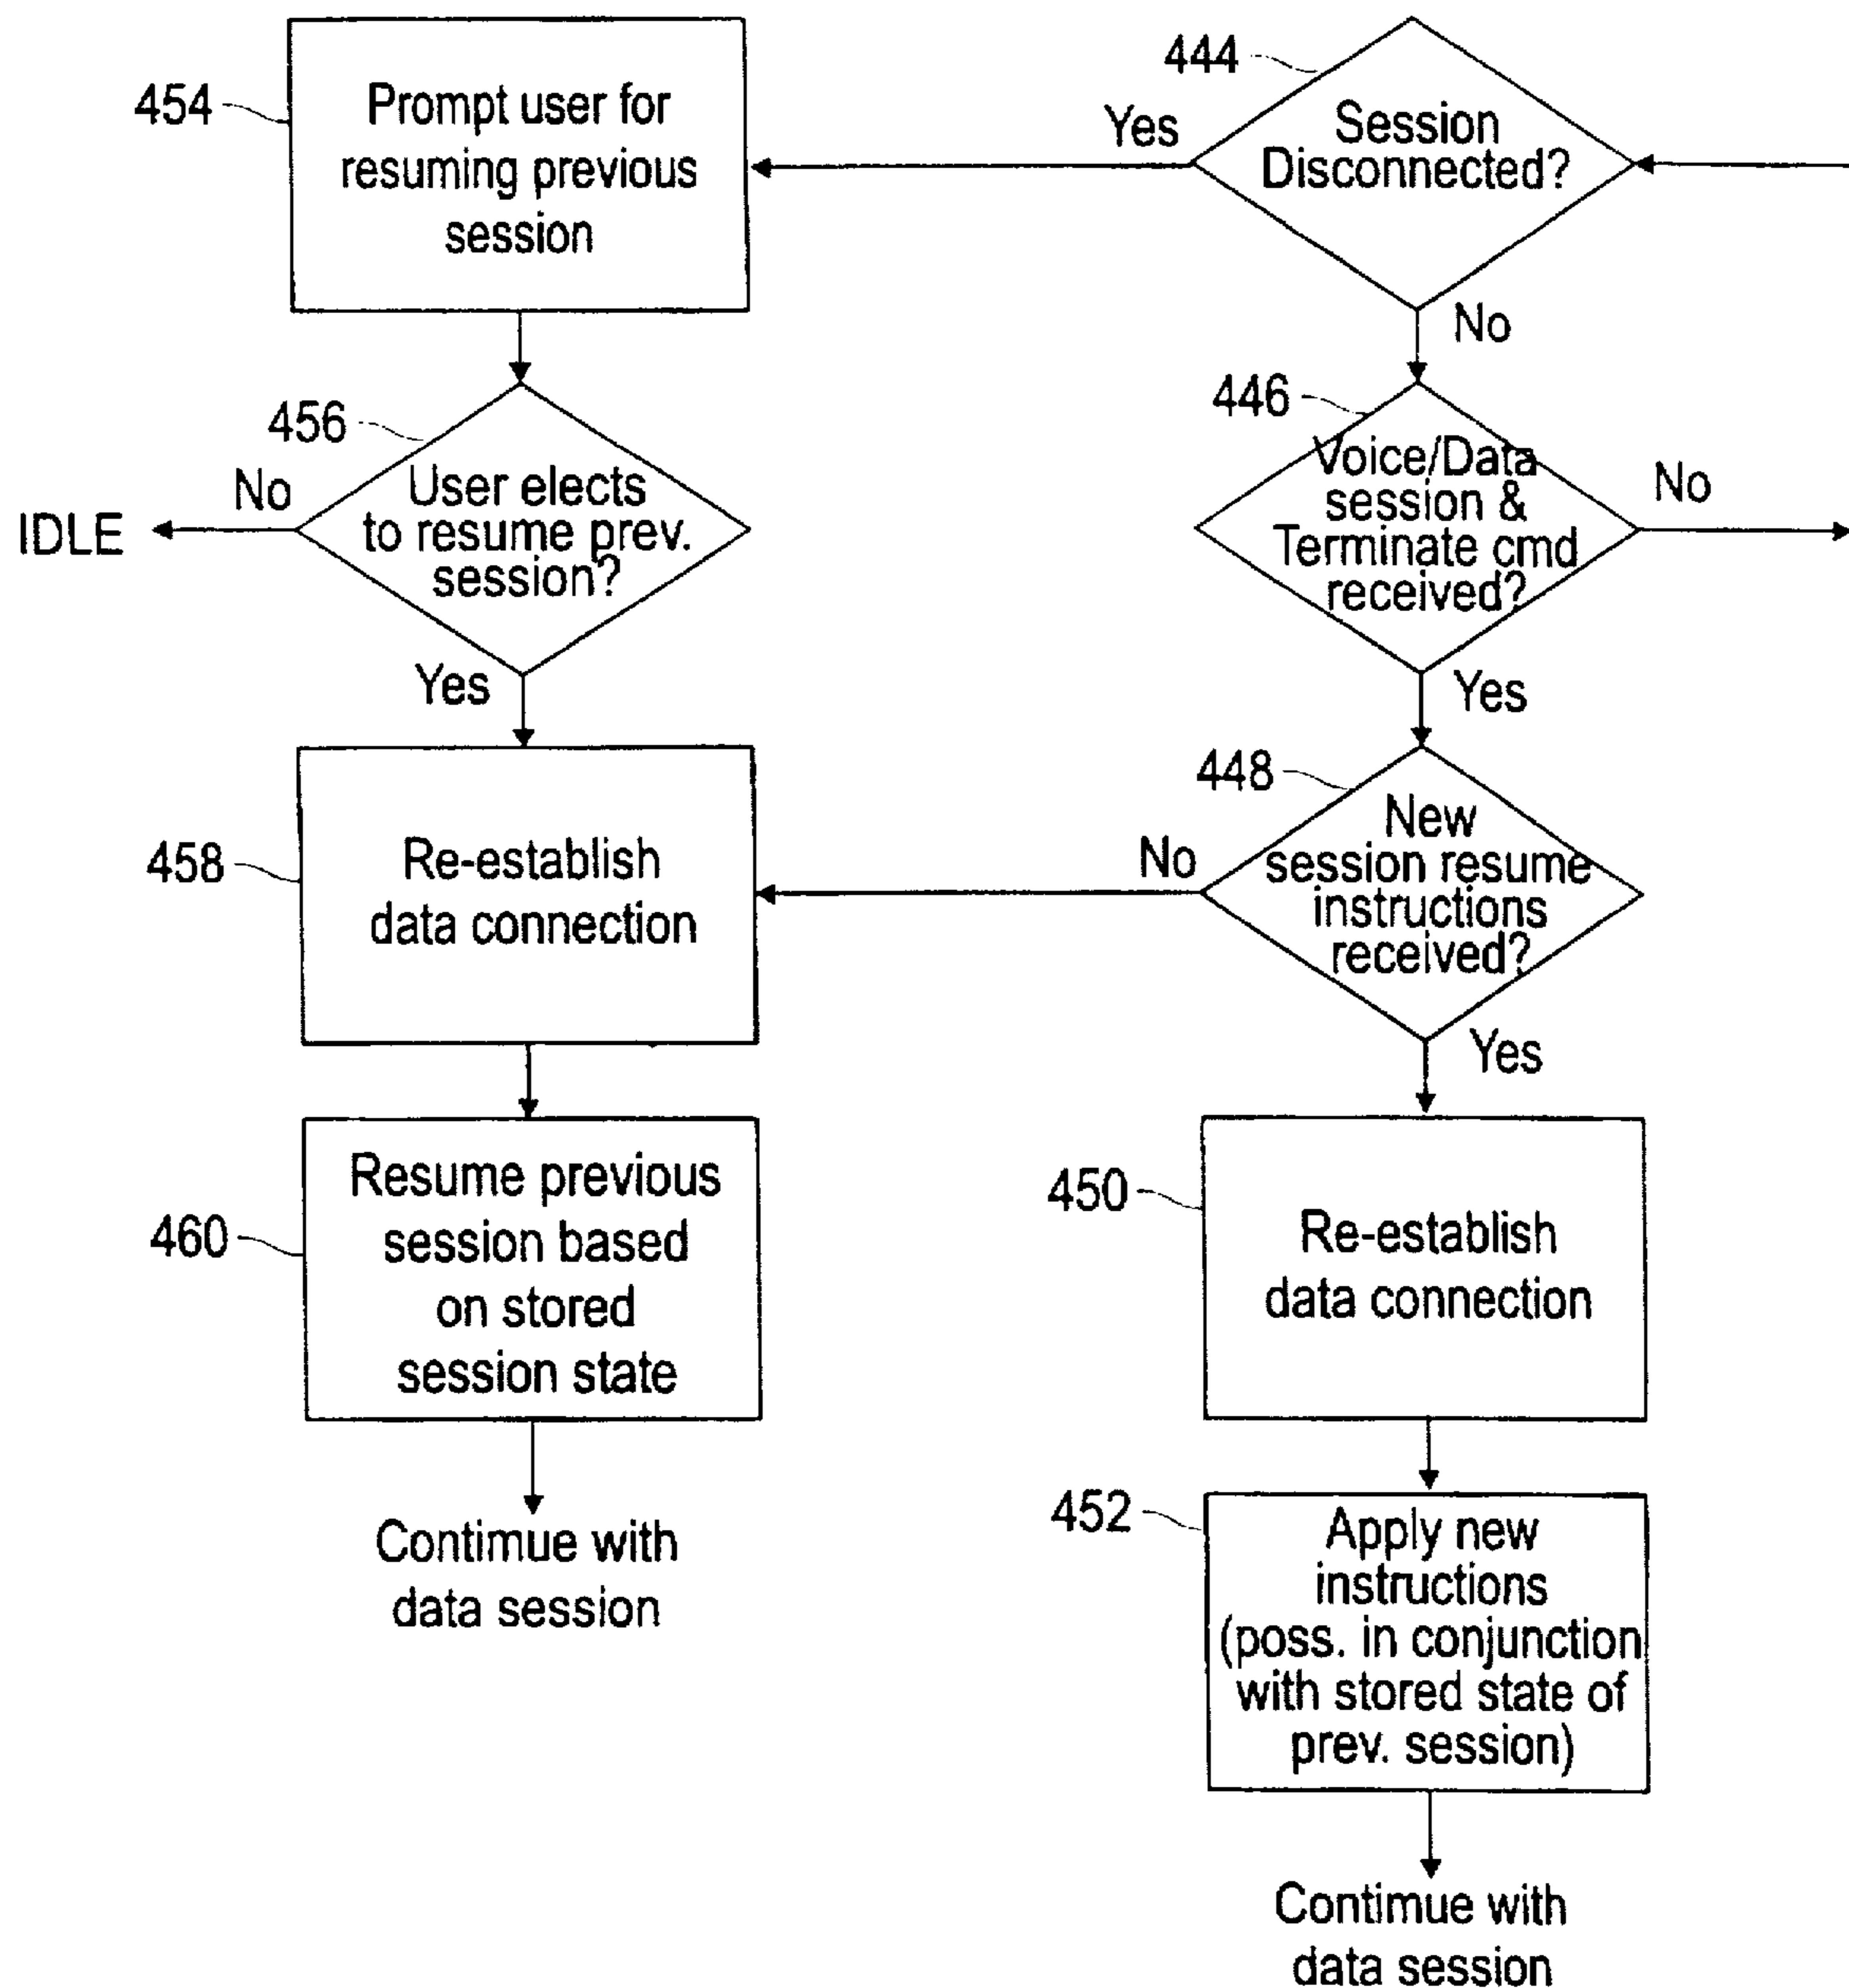 454
Prompt user for
resuming previous
session
444
Session
Disconnected?
Yes
No
456
User elects
to resume prev.
session?
No
IDLE
Yes
446
Voice/Data
session &
Terminate cmd
received?
No
Yes
458
Re-establish
data connection
448
New
session resume
instructions
received?
No
Yes
460
Resume previous
session based
on stored
session state
Contimue with
data session
450
Re-establish
data connection
452
Apply new
instructions
(poss. in conjunction
with stored state of
prev. session)
Contimue with
data session